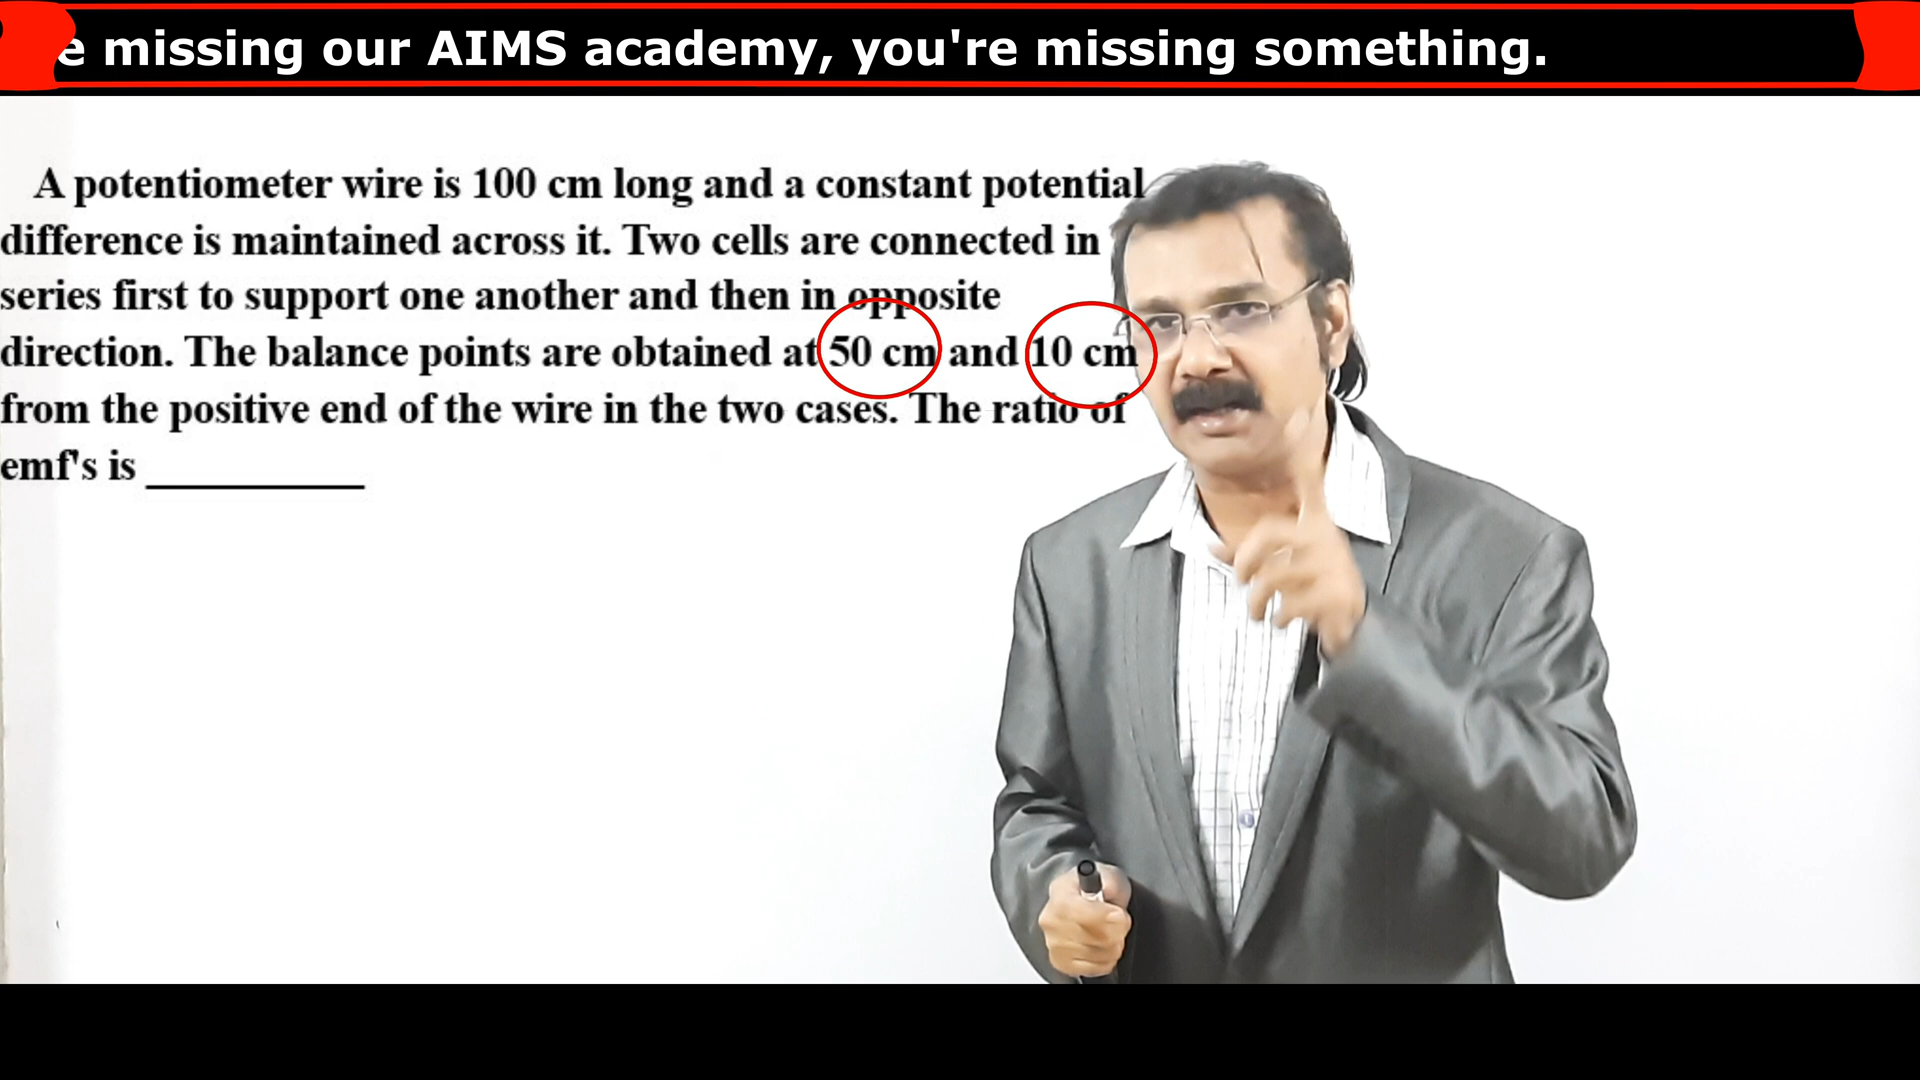 e missing our AIMS academy, you're missing something.
A potentiometer wire is 100 cm long and a constant potential
difference is maintained across it. Two cells are connected in
series first to support one another and then in opposite
direction. The balance points are obtained at 50 cm and 10 cm
from the positive end of the wire in the two cases. The ratio of
emf's is __________